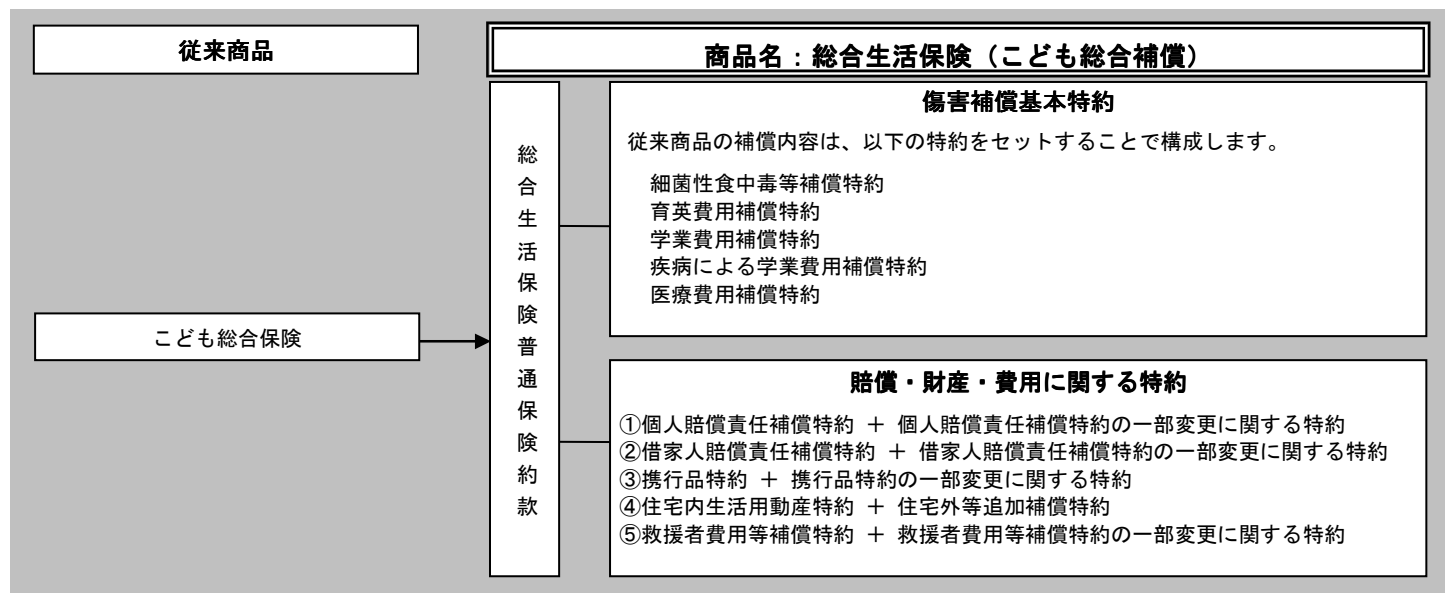 従来商品
商品名：総合生活保険（こども総合補償）
こども総合保険
総合生活保険普通保険約款
傷害補償基本特約
従来商品の補償内容は、以下の特約をセットすることで構成します。
細菌性食中毒等補償特約
育英費用補償特約
学業費用補償特約
疾病による学業費用補償特約
医療費用補償特約
賠償・財産・費用に関する特約
①個人賠償責任補償特約 ＋ 個人賠償責任補償特約の一部変更に関する特約
②借家人賠償責任補償特約 ＋ 借家人賠償責任補償特約の一部変更に関する特約
③携行品特約 ＋ 携行品特約の一部変更に関する特約
④住宅内生活用動産特約 ＋ 住宅外等追加補償特約
⑤救援者費用等補償特約 ＋ 救援者費用等補償特約の一部変更に関する特約